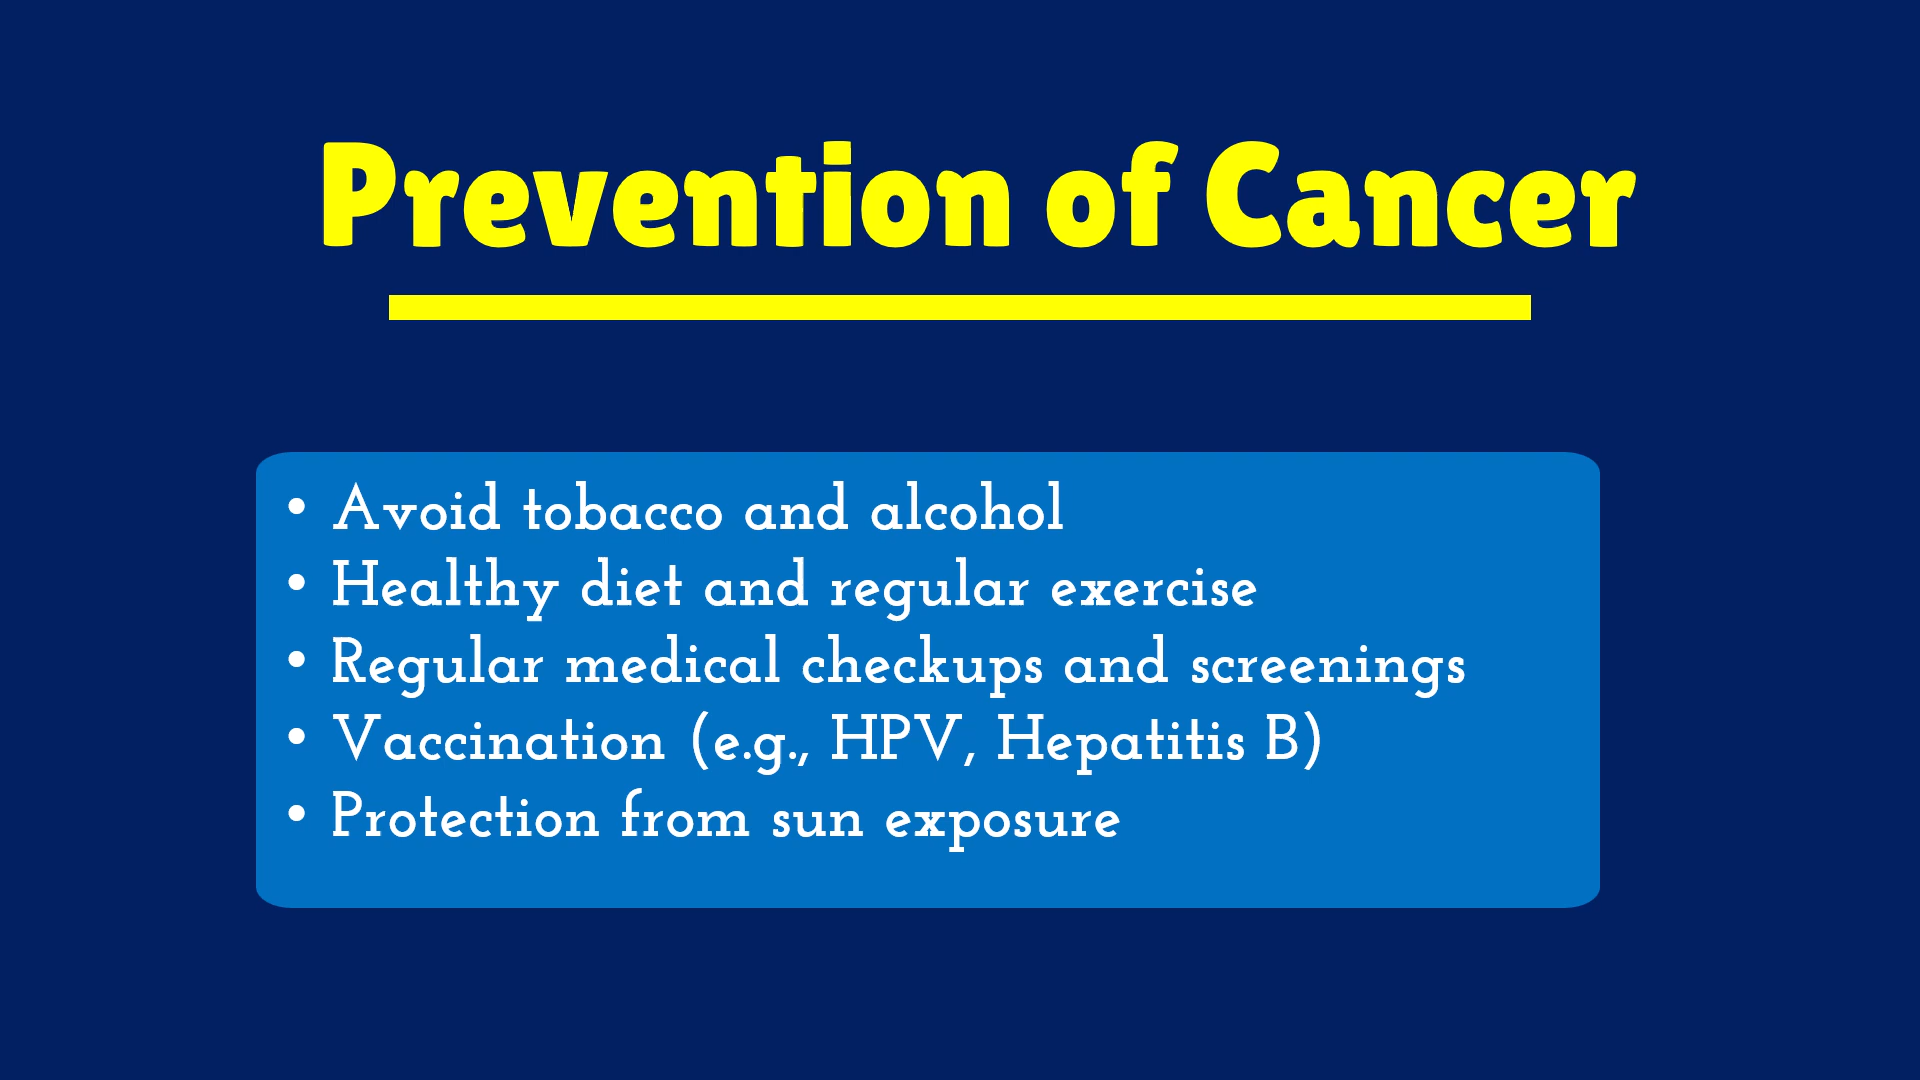 Prevention of Cancer
• Avoid tobacco and alcohol
• Healthy diet and regular exercise
• Regular medical checkups and screenings
• Vaccination (e.g., HPV, Hepatitis B)
• Protection from sun exposure